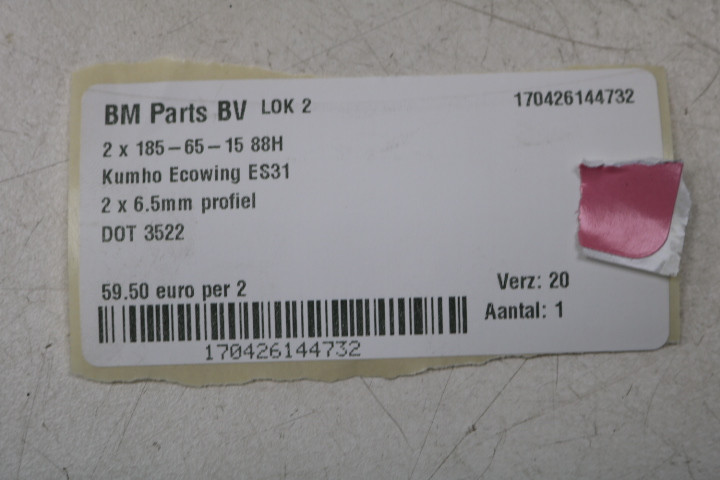 BM Parts BV LOK 2 170426144732
2 x 185-65-15 88H
Kumho Ecowing ES31
2 x 6.5mm profiel
DOT 3522
59.50 euro per 2 Verz: 20
Aantal: 1
170426144732